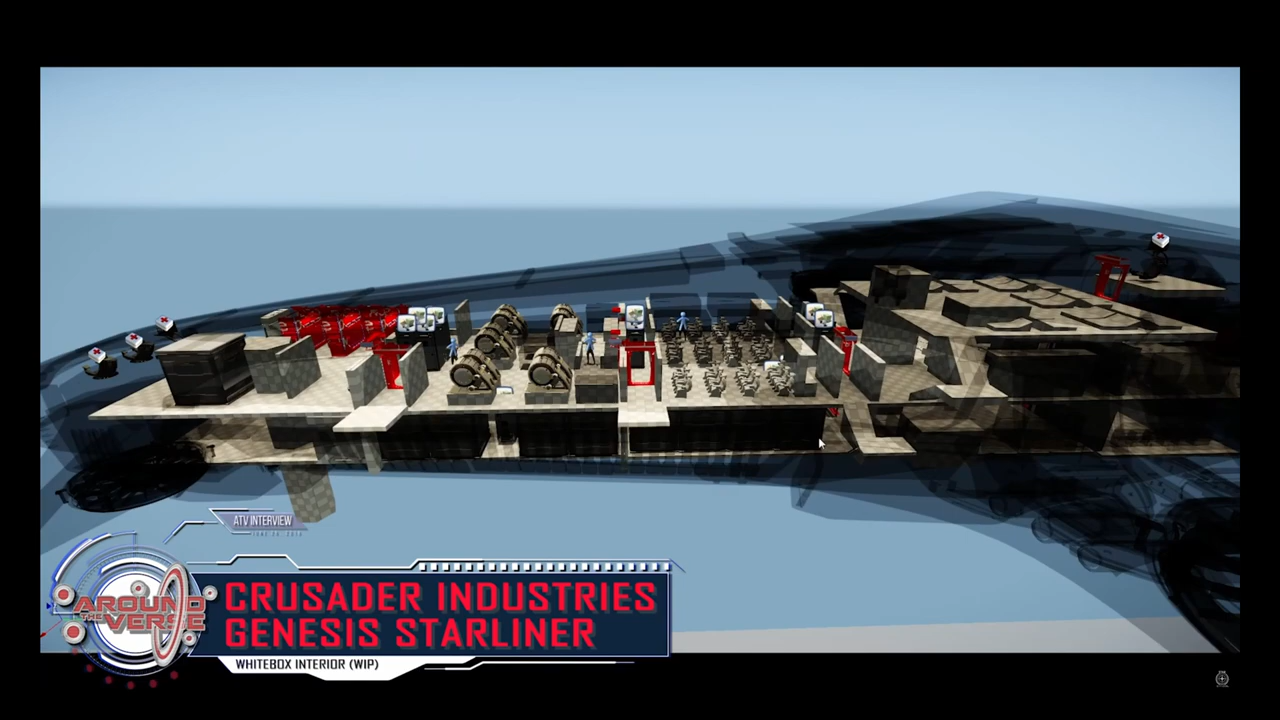 ATV INTERVIEW
CRUSADER INDUSTRIES
GENESIS STARLINER
AROUND
THE VERSE
WHITEBOX INTERIOR (WIP)